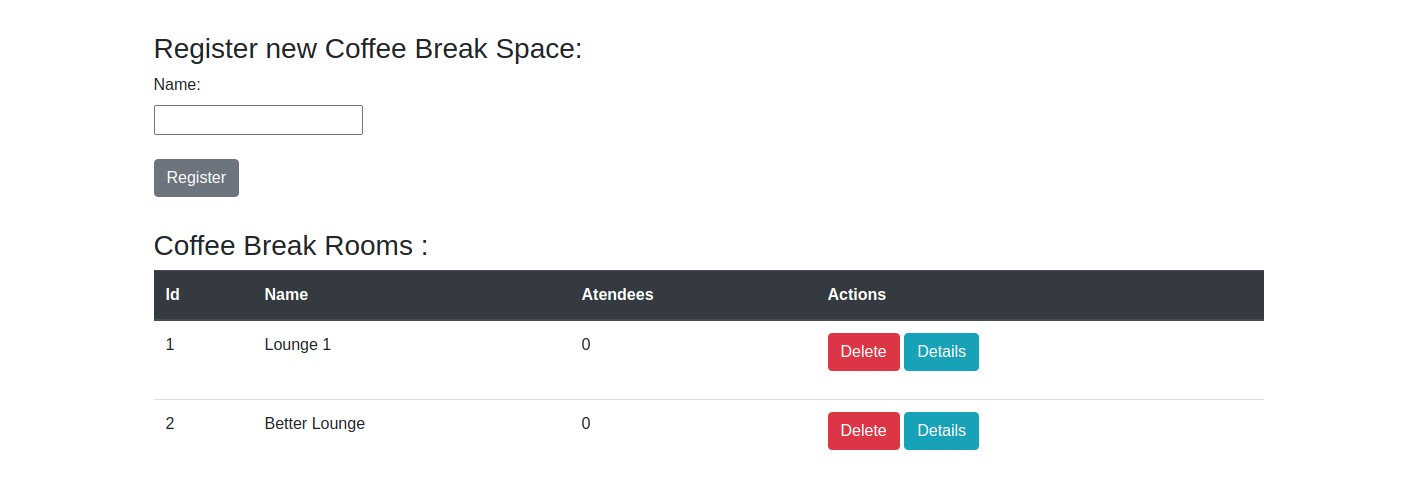 Register new Coffee Break Space:
Name:
Register
Coffee Break Rooms :
Id Name Atendees Actions
1 Lounge 1 0 Delete Details
2 Better Lounge 0 Delete Details